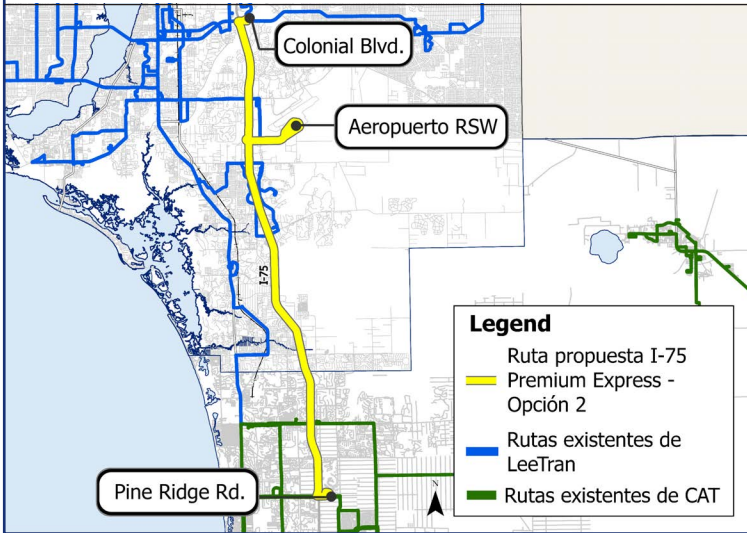 Colonial Blvd.
Aeropuerto RSW
I-75
Legend
Ruta propuesta I-75
Premium Express -
Opción 2
Rutas existentes de
LeeTran
Rutas existentes de CAT
Pine Ridge Rd.
N